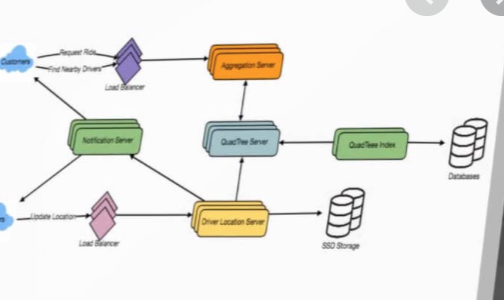 Customers
Request Ride
Find Nearby Drivers
Load Balancer
Aggregation Server
Notification Server
QuadTree Server
QuadTees Index
Databases
Update Location
Load Balancer
Driver Location Server
SSD Storage